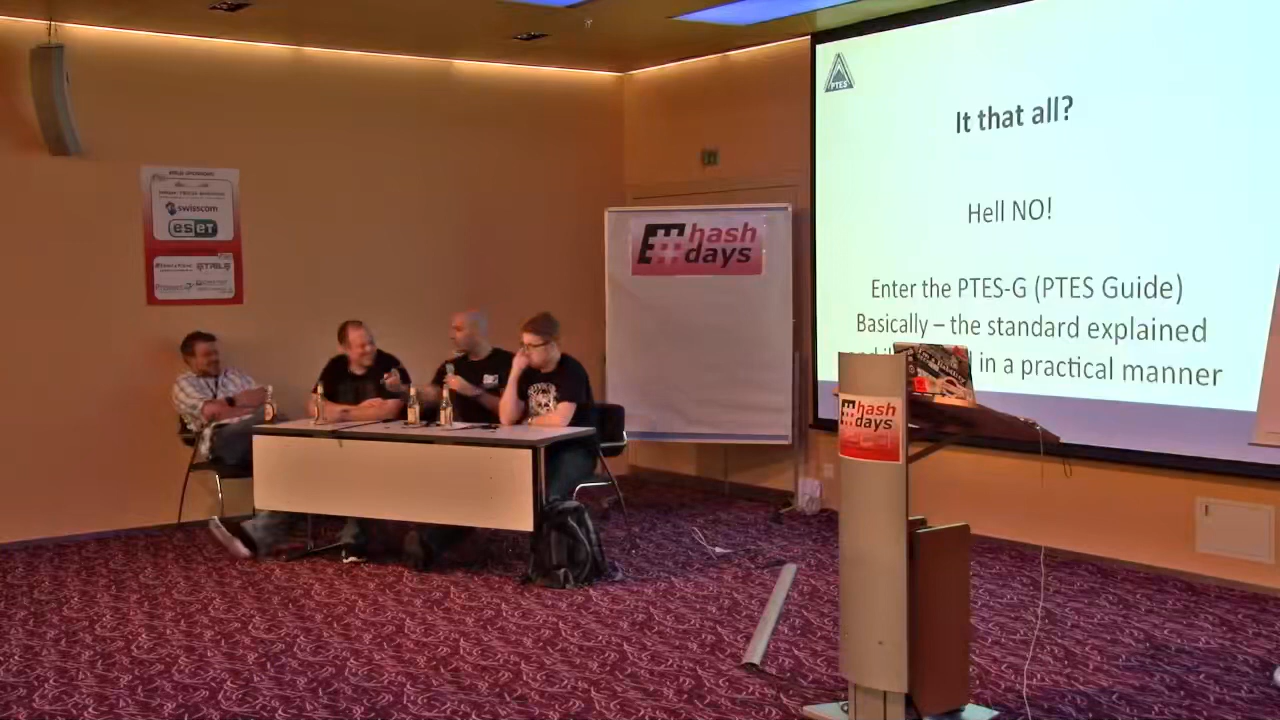 PTES
It that all?
Hell NO!
Enter the PTES-G (PTES Guide)
Basically – the standard explained
in a practical manner
hash
days
swisscom
eset
hash
days